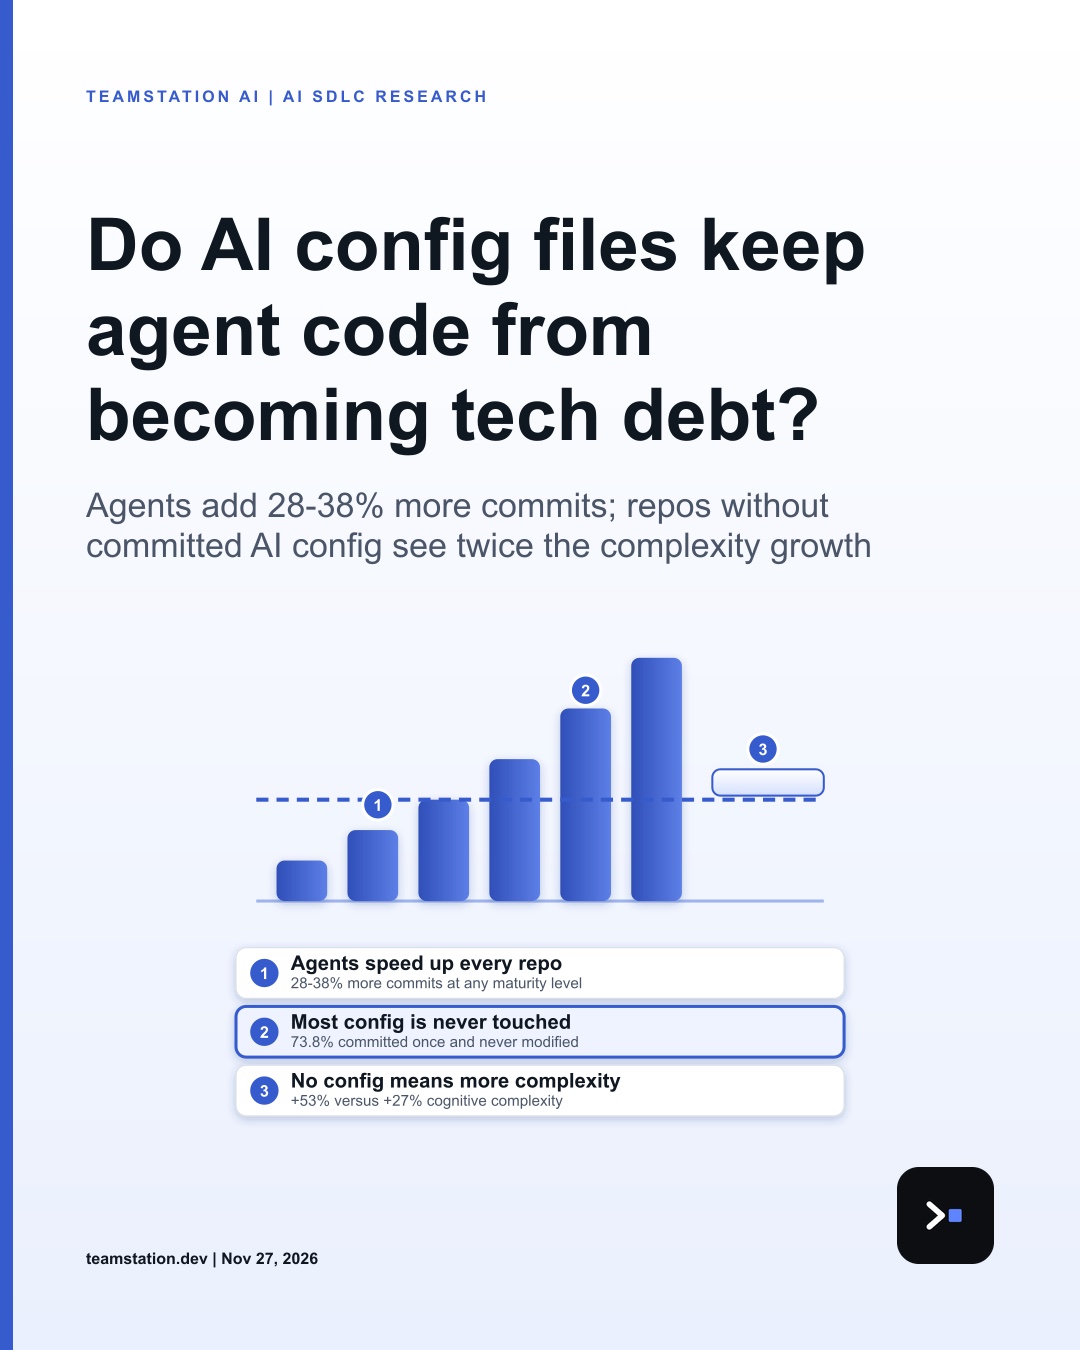 TEAMSTATION AI | AI SDLC RESEARCH
Do AI config files keep
agent code from
becoming tech debt?
Agents add 28-38% more commits; repos without
committed AI config see twice the complexity growth
2
3
1
1
Agents speed up every repo
28-38% more commits at any maturity level
2
Most config is never touched
73.8% committed once and never modified
3
No config means more complexity
+53% versus +27% cognitive complexity
teamstation.dev | Nov 27, 2026